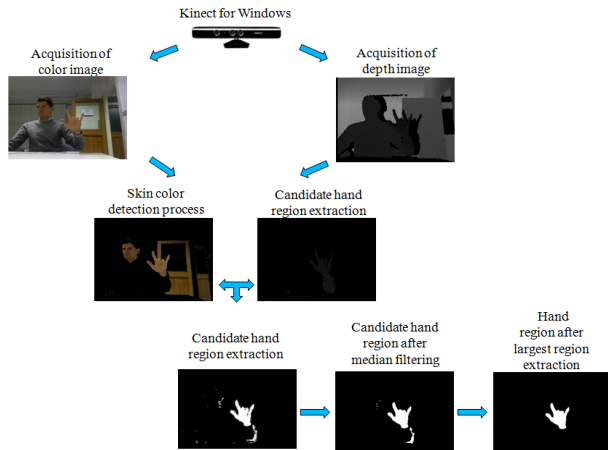 Kinect for Windows
Acquisition of
color image
Acquisition of
depth image
Skin color
detection process
Candidate hand
region extraction
Candidate hand
region extraction
Candidate hand
region after
median filtering
Hand
region after
largest region
extraction